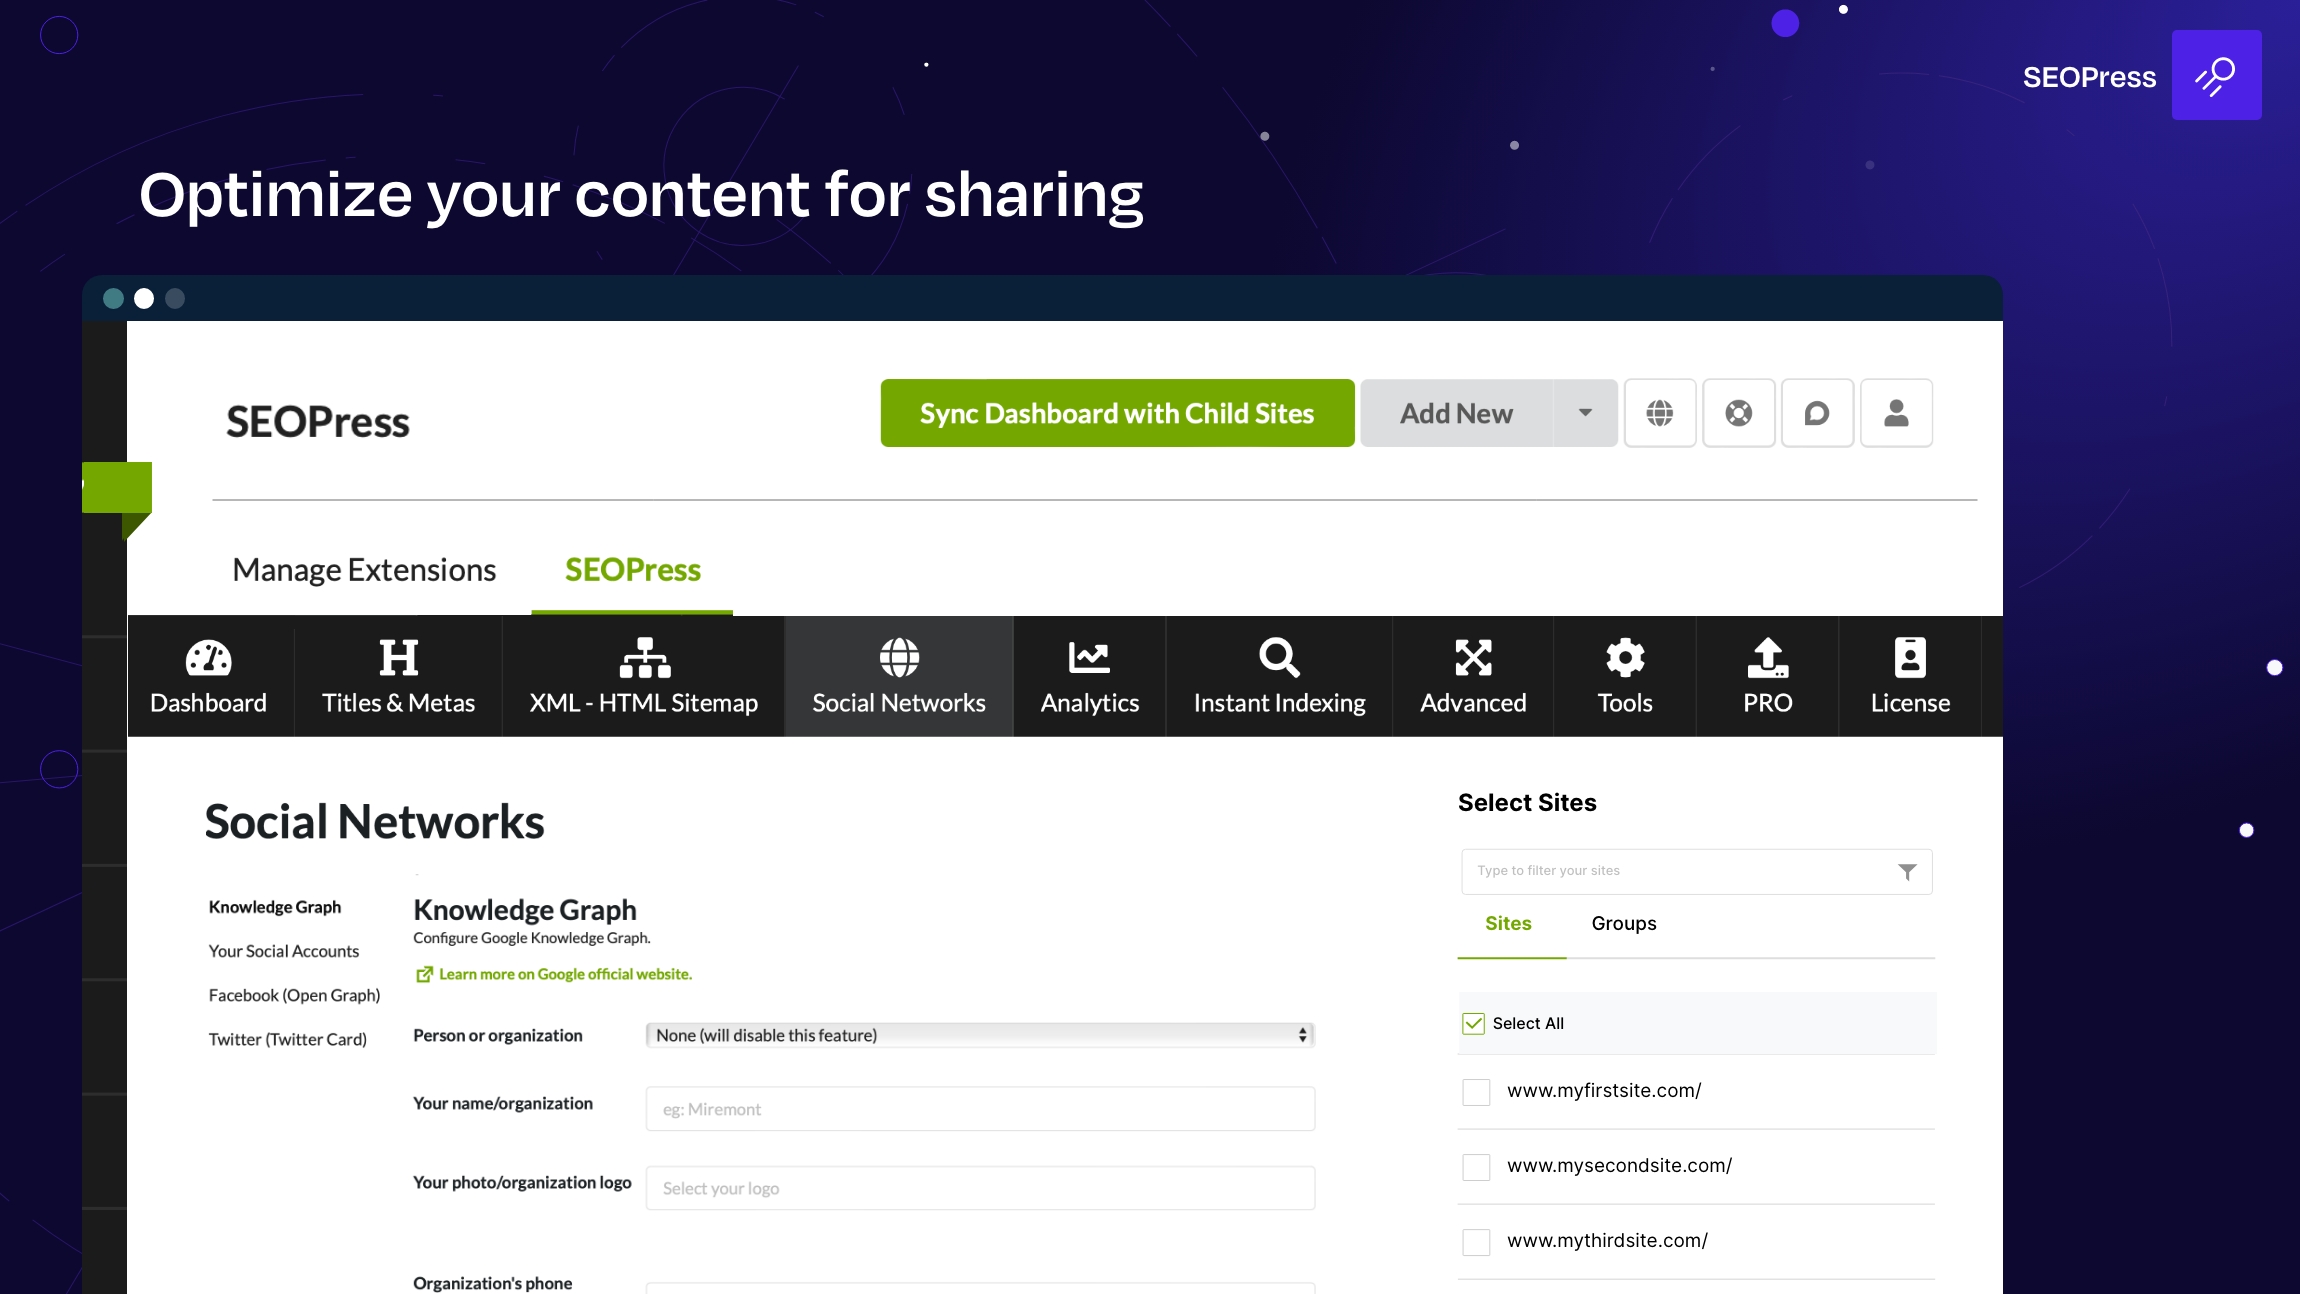 SEOPress
Optimize your content for sharing
SEOPress
Sync Dashboard with Child Sites
Add New
Manage Extensions
SEOPress
Dashboard
Titles & Metas
XML - HTML Sitemap
Social Networks
Analytics
Instant Indexing
Advanced
Tools
PRO
License
Social Networks
Knowledge Graph
Your Social Accounts
Facebook (Open Graph)
Twitter (Twitter Card)
Knowledge Graph
Configure Google Knowledge Graph.
Learn more on Google official website.
Person or organization
None (will disable this feature)
Your name/organization
eg: Miremont
Your photo/organization logo
Select your logo
Organization's phone
Select Sites
Type to filter your sites
Sites
Groups
Select All
www.myfirstsite.com/
www.mysecondsite.com/
www.mythirdsite.com/